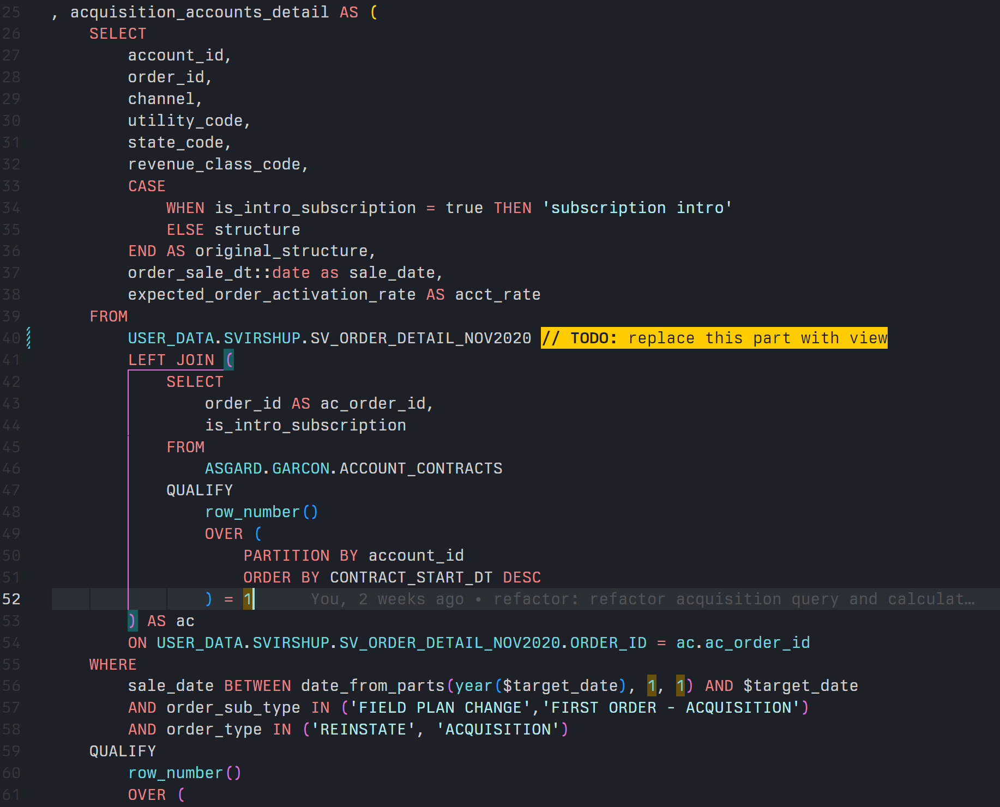 25 , acquisition_accounts_detail AS (
26 SELECT
27 account_id,
28 order_id,
29 channel,
30 utility_code,
31 state_code,
32 revenue_class_code,
33 CASE
34 WHEN is_intro_subscription = true THEN 'subscription intro'
35 ELSE structure
36 END AS original_structure,
37 order_sale_dt::date as sale_date,
38 expected_order_activation_rate AS acct_rate
39 FROM
40 USER_DATA.SVIRSHUP.SV_ORDER_DETAIL_NOV2020 // TODO: replace this part with view
41 LEFT JOIN (
42 SELECT
43 order_id AS ac_order_id,
44 is_intro_subscription
45 FROM
46 ASGARD.GARCON.ACCOUNT_CONTRACTS
47 QUALIFY
48 row_number()
49 OVER (
50 PARTITION BY account_id
51 ORDER BY CONTRACT_START_DT DESC
52 ) = 1 You, 2 weeks ago • refactor: refactor acquisition query and calculat…
53 ) AS ac
54 ON USER_DATA.SVIRSHUP.SV_ORDER_DETAIL_NOV2020.ORDER_ID = ac.ac_order_id
55 WHERE
56 sale_date BETWEEN date_from_parts(year($target_date), 1, 1) AND $target_date
57 AND order_sub_type IN ('FIELD PLAN CHANGE','FIRST ORDER - ACQUISITION')
58 AND order_type IN ('REINSTATE', 'ACQUISITION')
59 QUALIFY
60 row_number()
61 OVER (